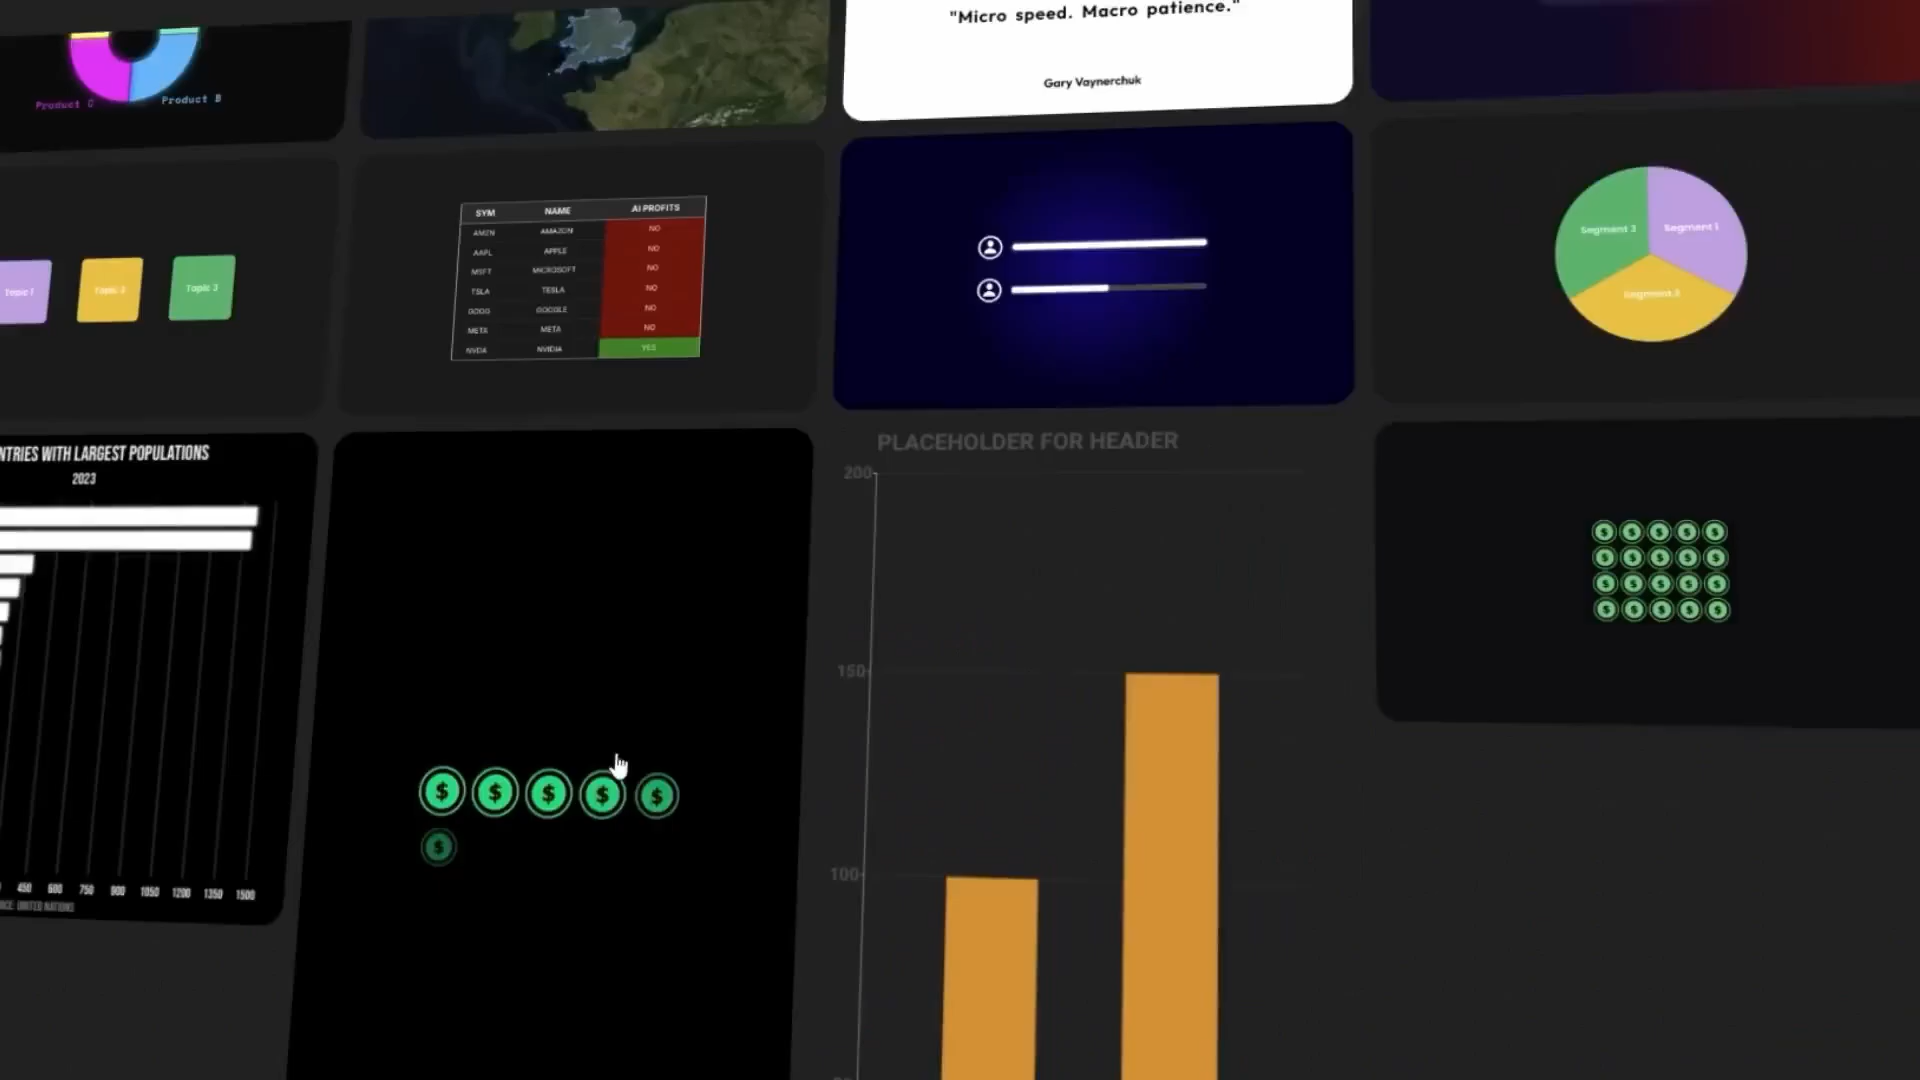 "Micro speed. Macro patience."
Gary Vaynerchuk
Product C
Product B
Topic 1
Topic 2
Topic 3
SYM NAME AI PROFITS
AMZN AMAZON NO
AAPL APPLE NO
MSFT MICROSOFT NO
TSLA TESLA NO
GOOG GOOGLE NO
META META NO
NVDA NVIDIA YES
Segment 3
Segment 1
Segment 2
NTRIES WITH LARGEST POPULATIONS
2023
450 600 750 900 1050 1200 1350 1500
RCE: UNITED NATIONS
$ $ $ $ $
$
PLACEHOLDER FOR HEADER
200
150
100
$ $ $ $ $
$ $ $ $ $
$ $ $ $ $
$ $ $ $ $